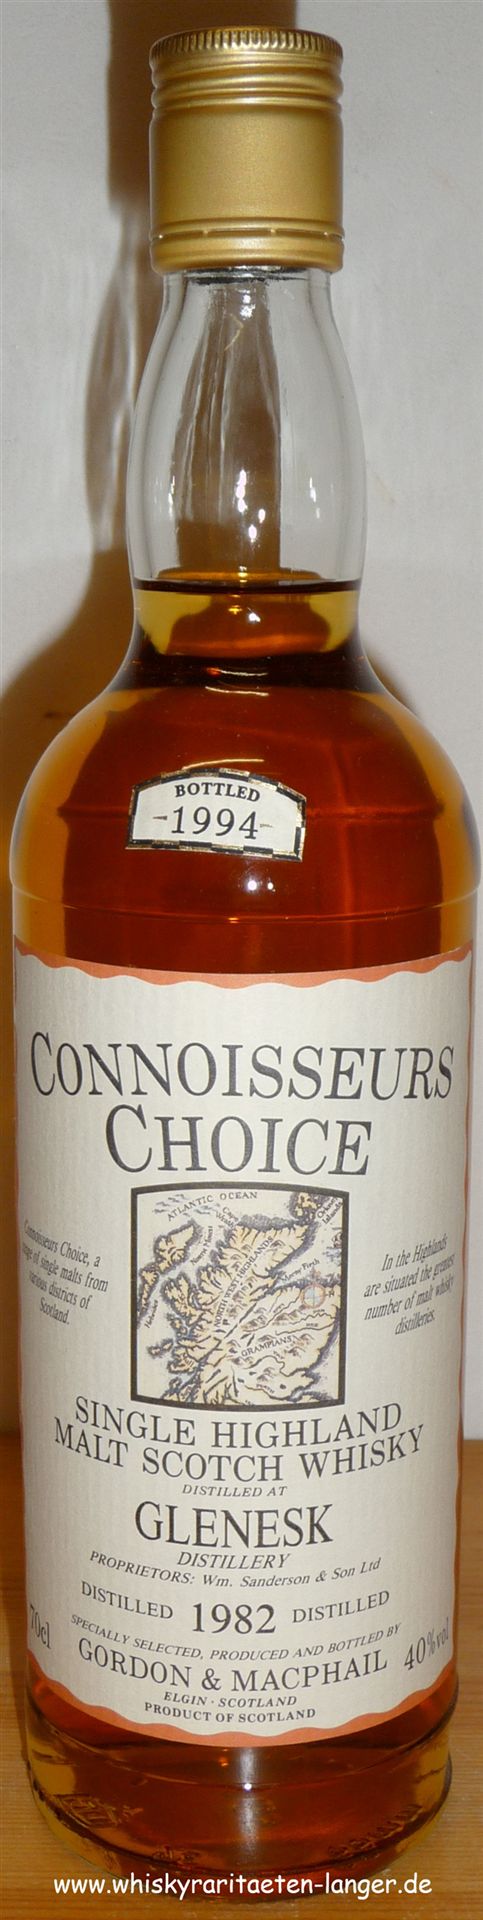 BOTTLED
1994
CONNOISSEURS
CHOICE
ATLANTIC OCEAN
Connoisseurs Choice, a
range of single malts from
various districts of
Scotland.
In the Highlands
are situated the greatest
number of malt whisky
distilleries.
NORTH WEST HIGHLANDS
GRAMPIANS
SINGLE HIGHLAND
MALT SCOTCH WHISKY
DISTILLED AT
GLENESK
DISTILLERY
PROPRIETORS: Wm. Sanderson & Son Ltd
DISTILLED 1982 DISTILLED
70cl
SPECIALLY SELECTED, PRODUCED AND BOTTLED BY
GORDON & MACPHAIL
40%vol
ELGIN · SCOTLAND
PRODUCT OF SCOTLAND
www.whiskyraritaeten-langer.de